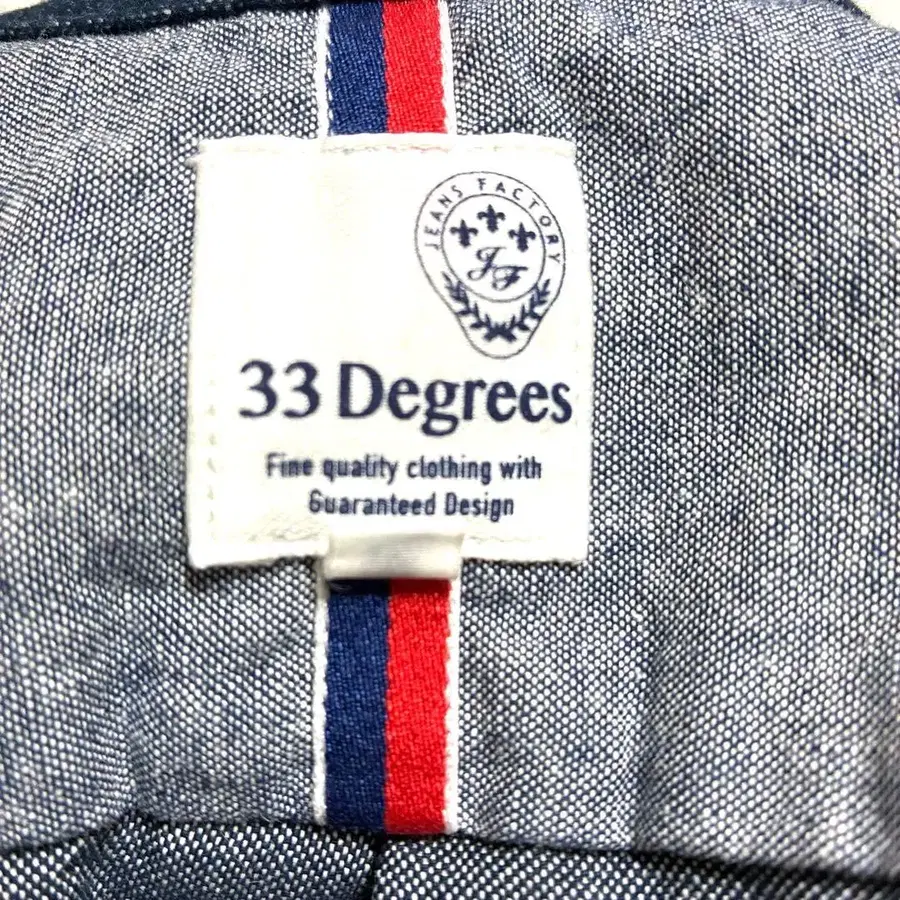 JEANS FACTORY
JF
33 Degrees
Fine quality clothing with
Guaranteed Design